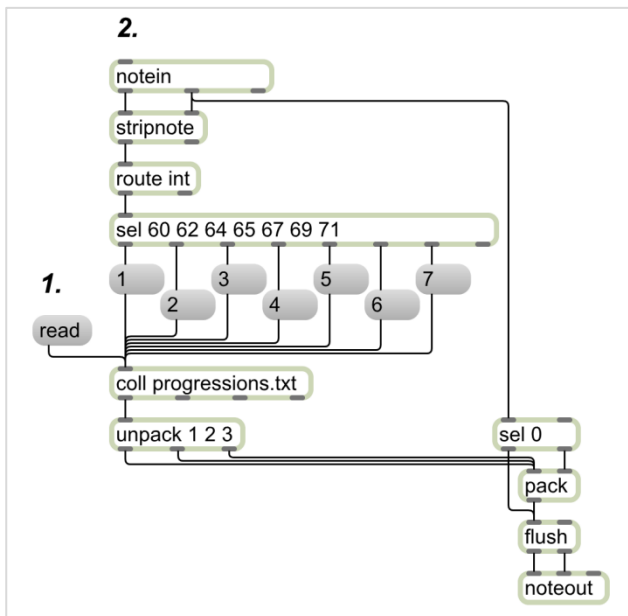 2.
notein
stripnote
route int
sel 60 62 64 65 67 69 71
1 3 5 7
1.
2 4 6
read
coll progressions.txt
unpack 1 2 3
sel 0
pack
flush
noteout